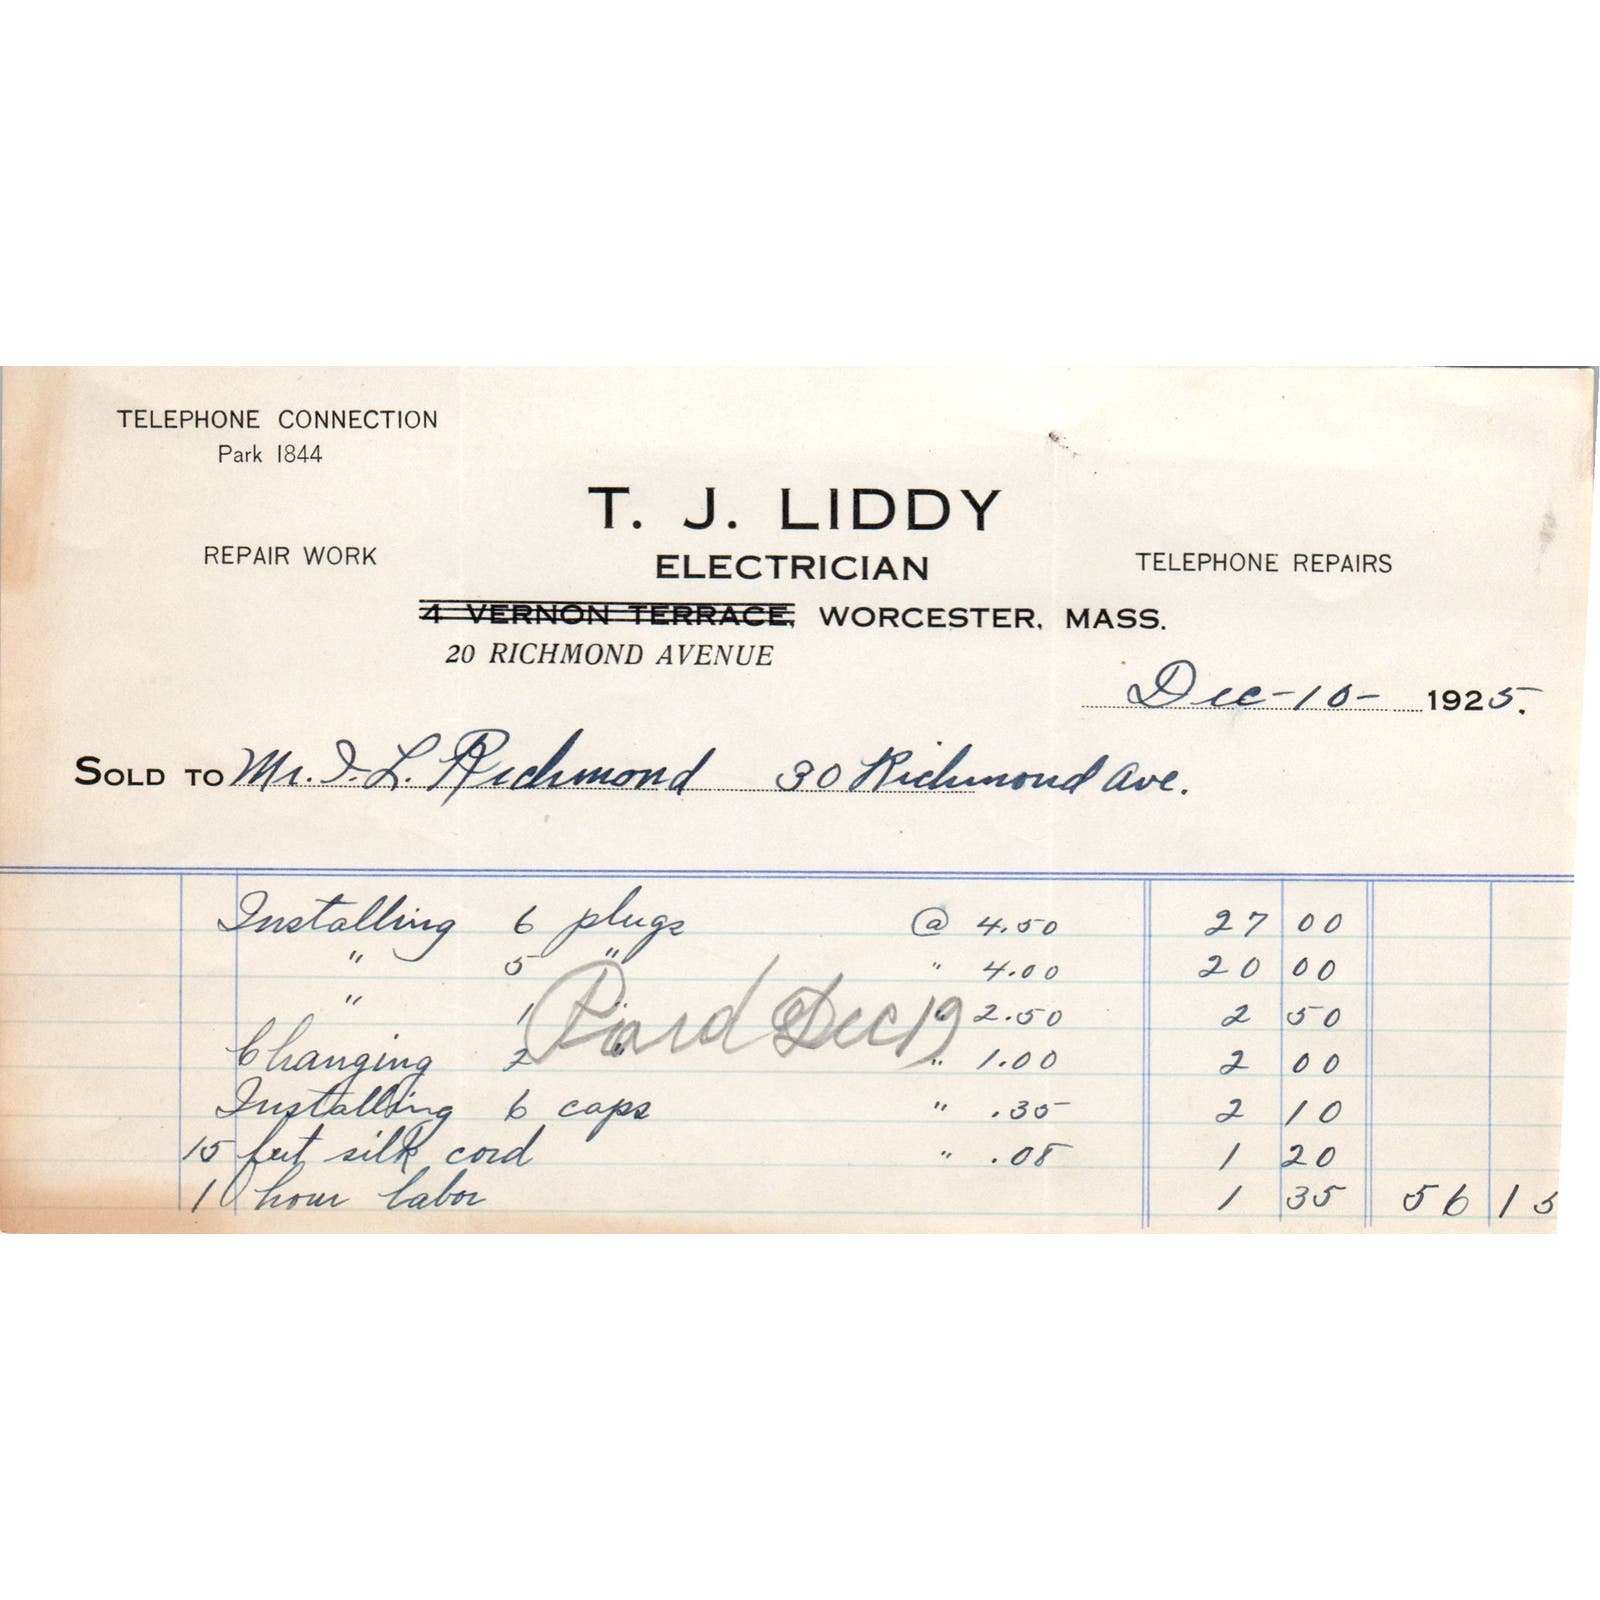 TELEPHONE CONNECTION
Park 1844
T. J. LIDDY
REPAIR WORK
ELECTRICIAN
TELEPHONE REPAIRS
4 VERNON TERRACE, WORCESTER, MASS.
20 RICHMOND AVENUE
Dec-10- 1925.
SOLD TO Mr. I. L. Richmond 30 Richmond Ave.
Installing 6 plugs @ 4.50 27 00
" 5 " " 4.00 20 00
" 1 " " 2.50 2 50
Paid Dec 19
Changing 2 " " 1.00 2 00
Installing 6 caps " .35 2 10
15 feet silk cord " .08 1 20
1 hour labor 1 35 56 15